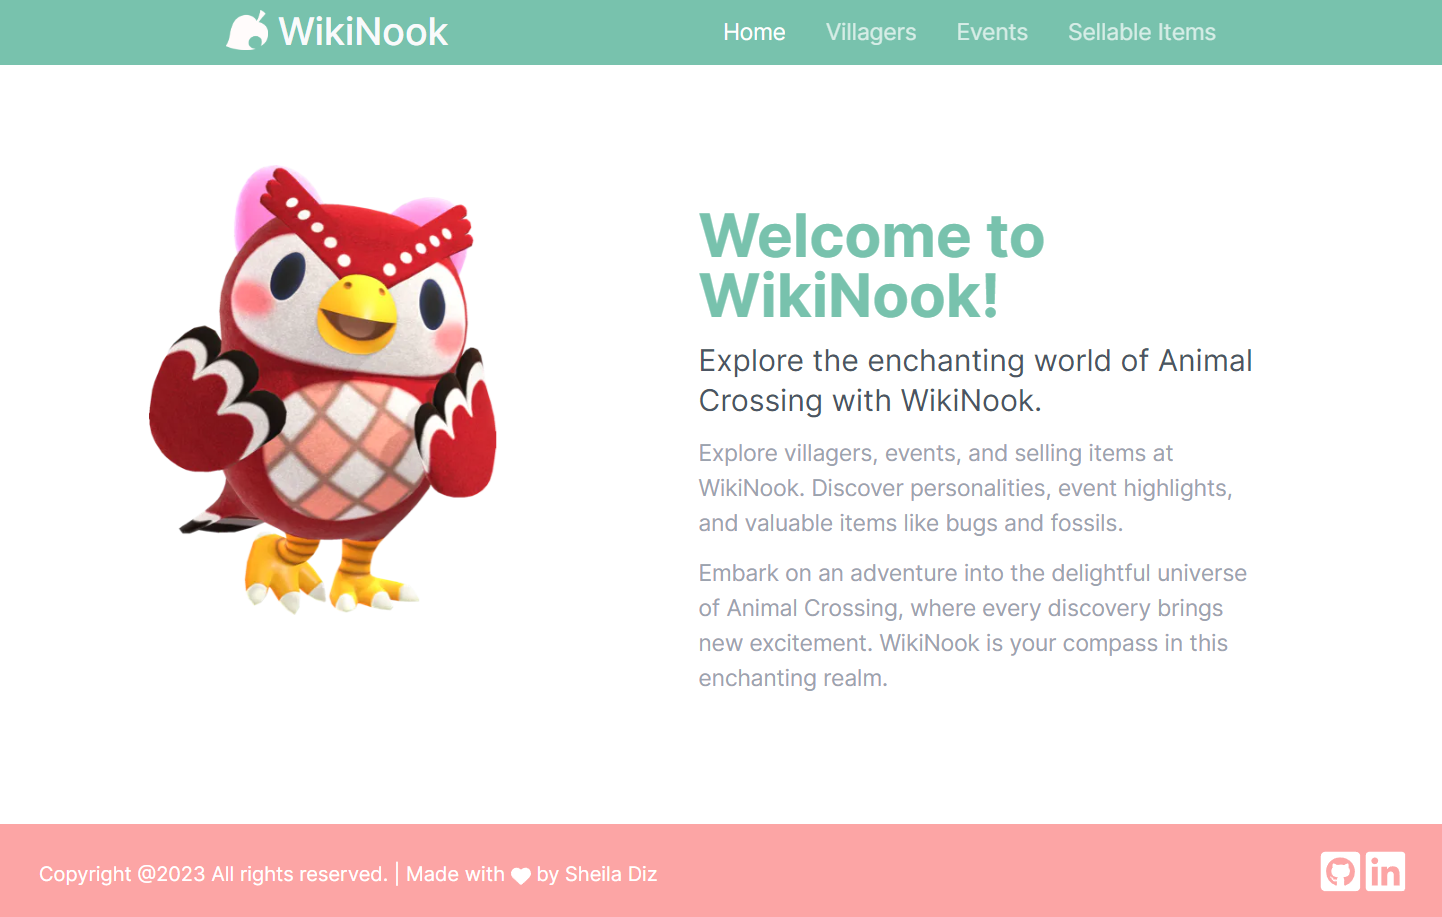 WikiNook
Home Villagers Events Sellable Items
Welcome to
WikiNook!
Explore the enchanting world of Animal
Crossing with WikiNook.
Explore villagers, events, and selling items at
WikiNook. Discover personalities, event highlights,
and valuable items like bugs and fossils.
Embark on an adventure into the delightful universe
of Animal Crossing, where every discovery brings
new excitement. WikiNook is your compass in this
enchanting realm.
Copyright @2023 All rights reserved. | Made with ♥ by Sheila Diz
in